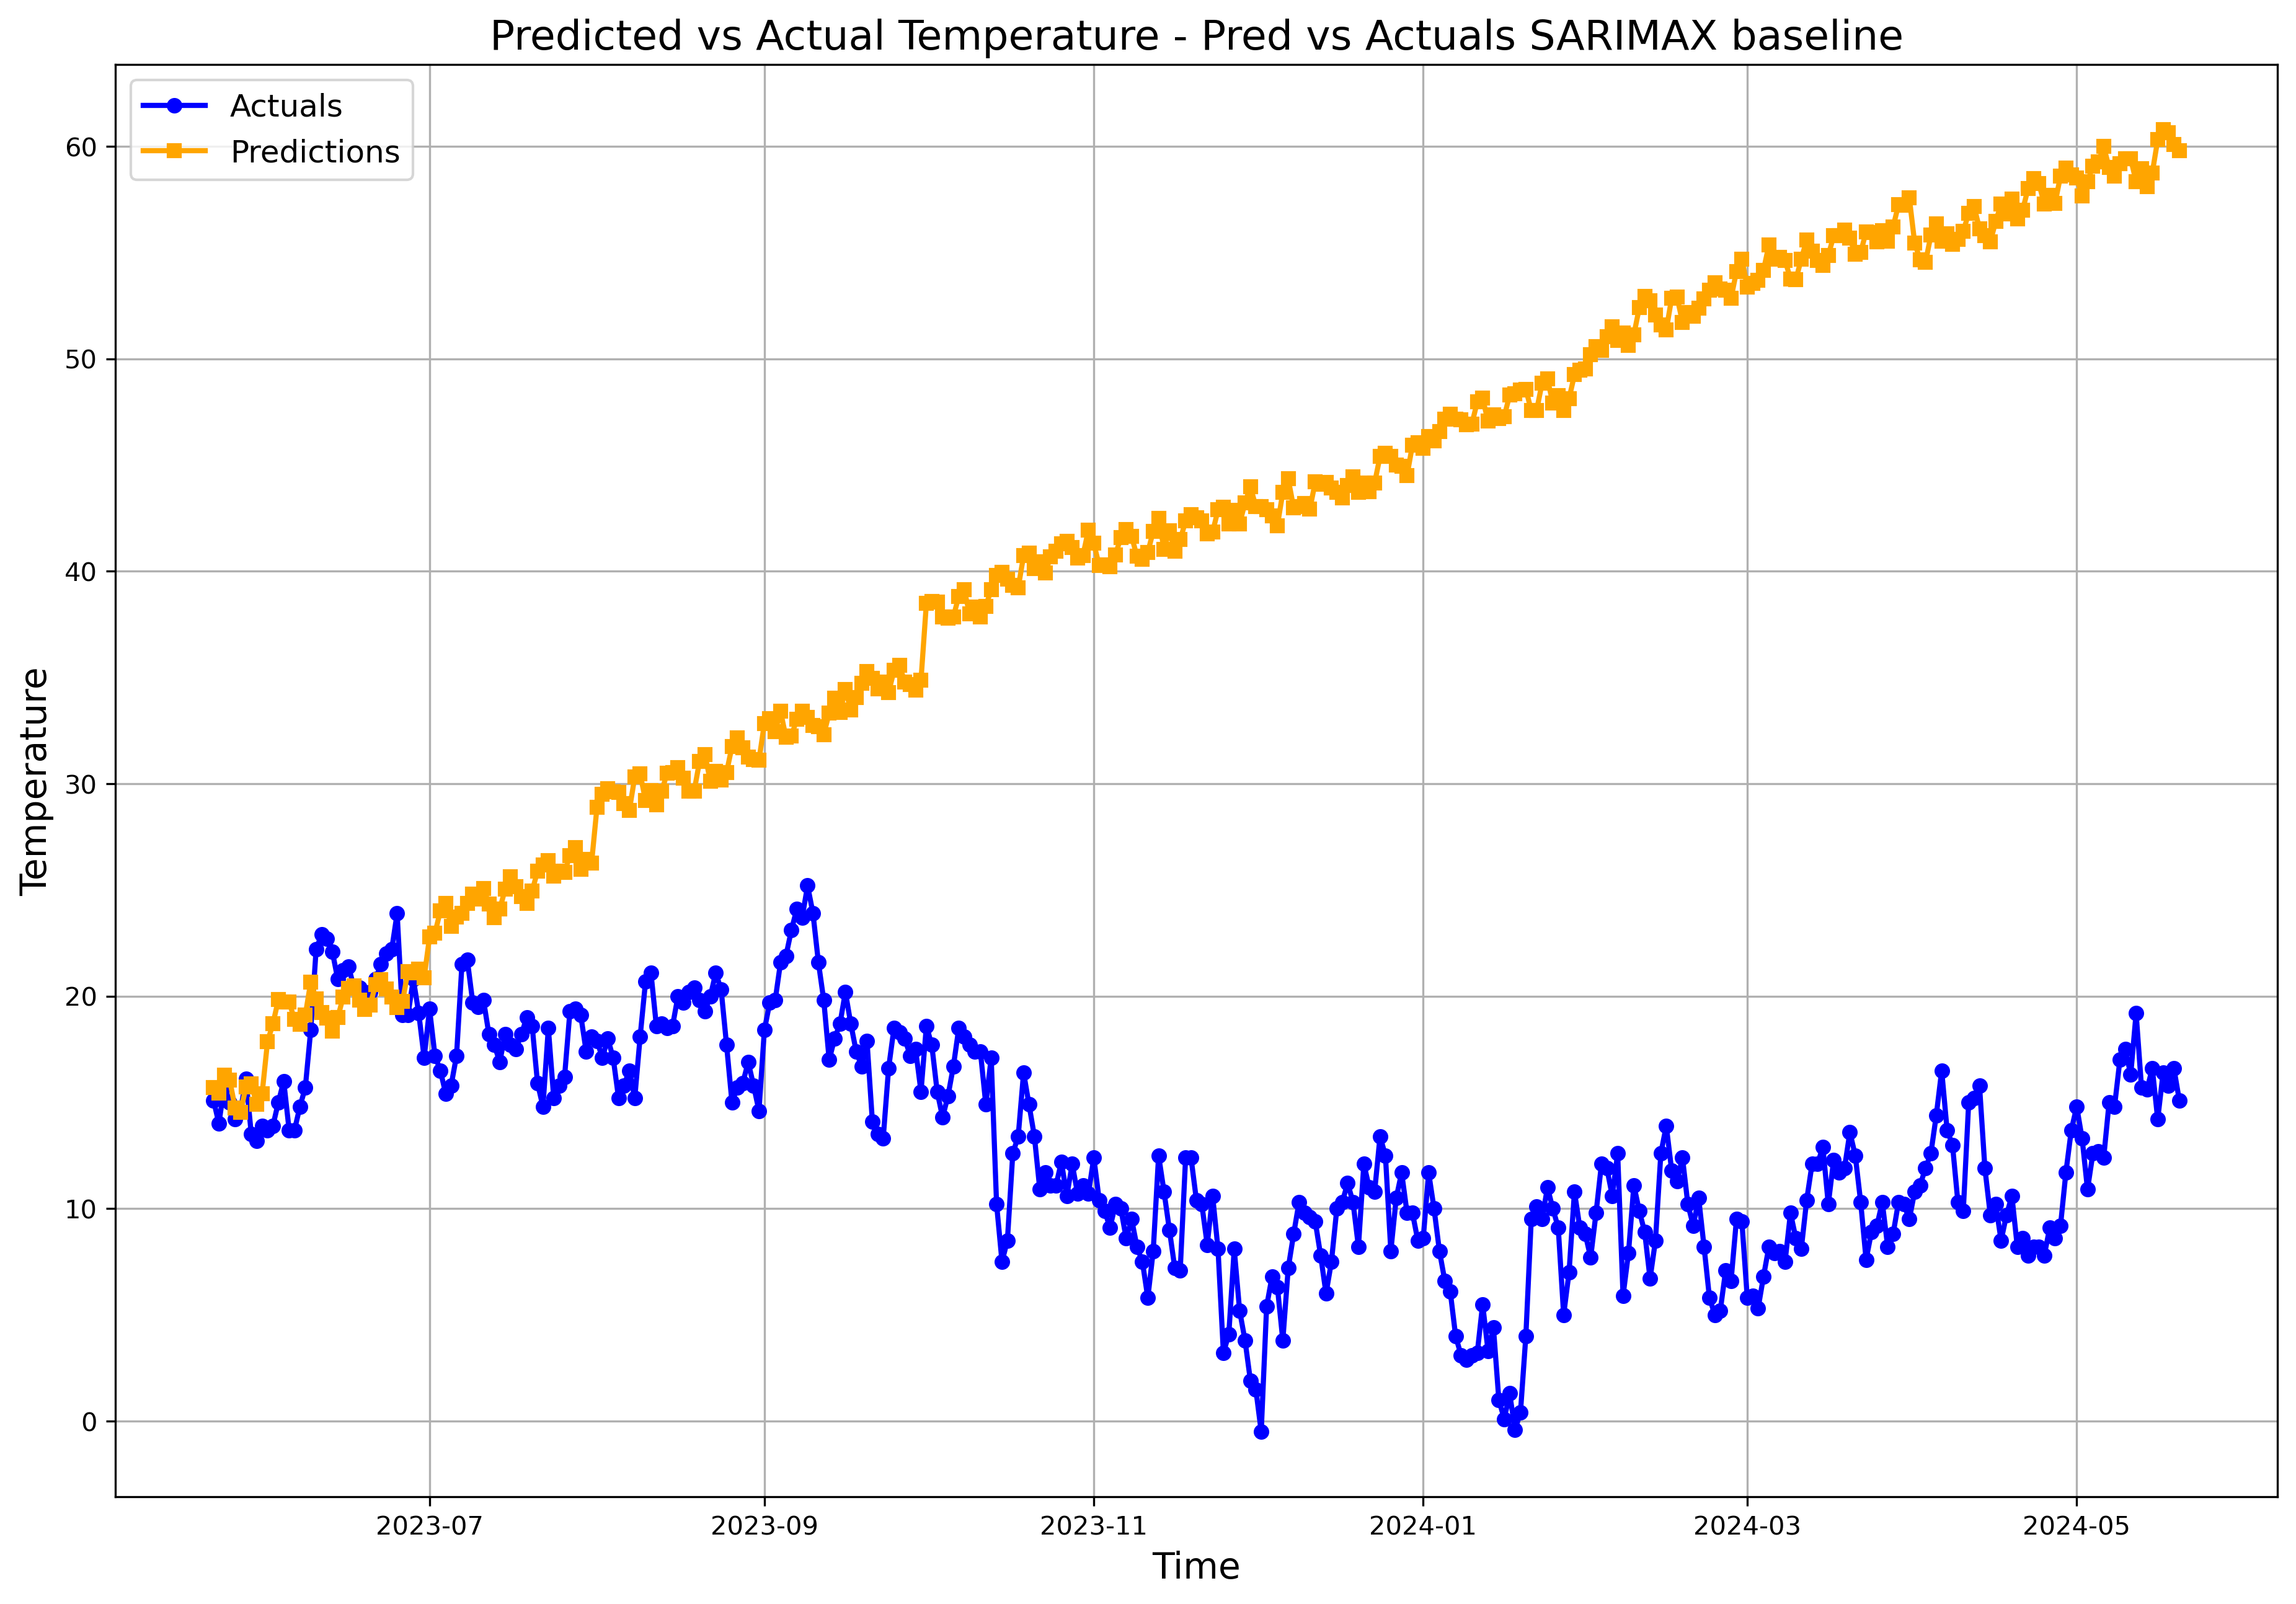 Predicted vs Actual Temperature - Pred vs Actuals SARIMAX baseline
Actuals
Predictions
60
50
40
30
20
10
0
Temperature
2023-07 2023-09 2023-11 2024-01 2024-03 2024-05
Time